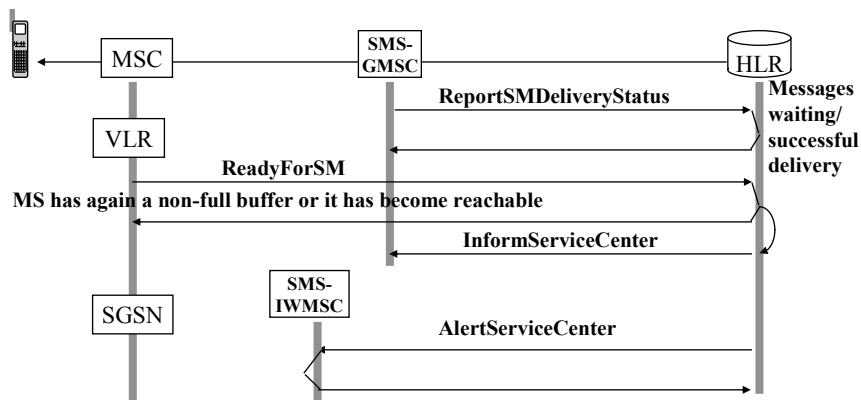 MSC
SMS-
GMSC
HLR
ReportSMDeliveryStatus
Messages
waiting/
successful
delivery
VLR
ReadyForSM
MS has again a non-full buffer or it has become reachable
InformServiceCenter
SMS-
IWMSC
SGSN
AlertServiceCenter